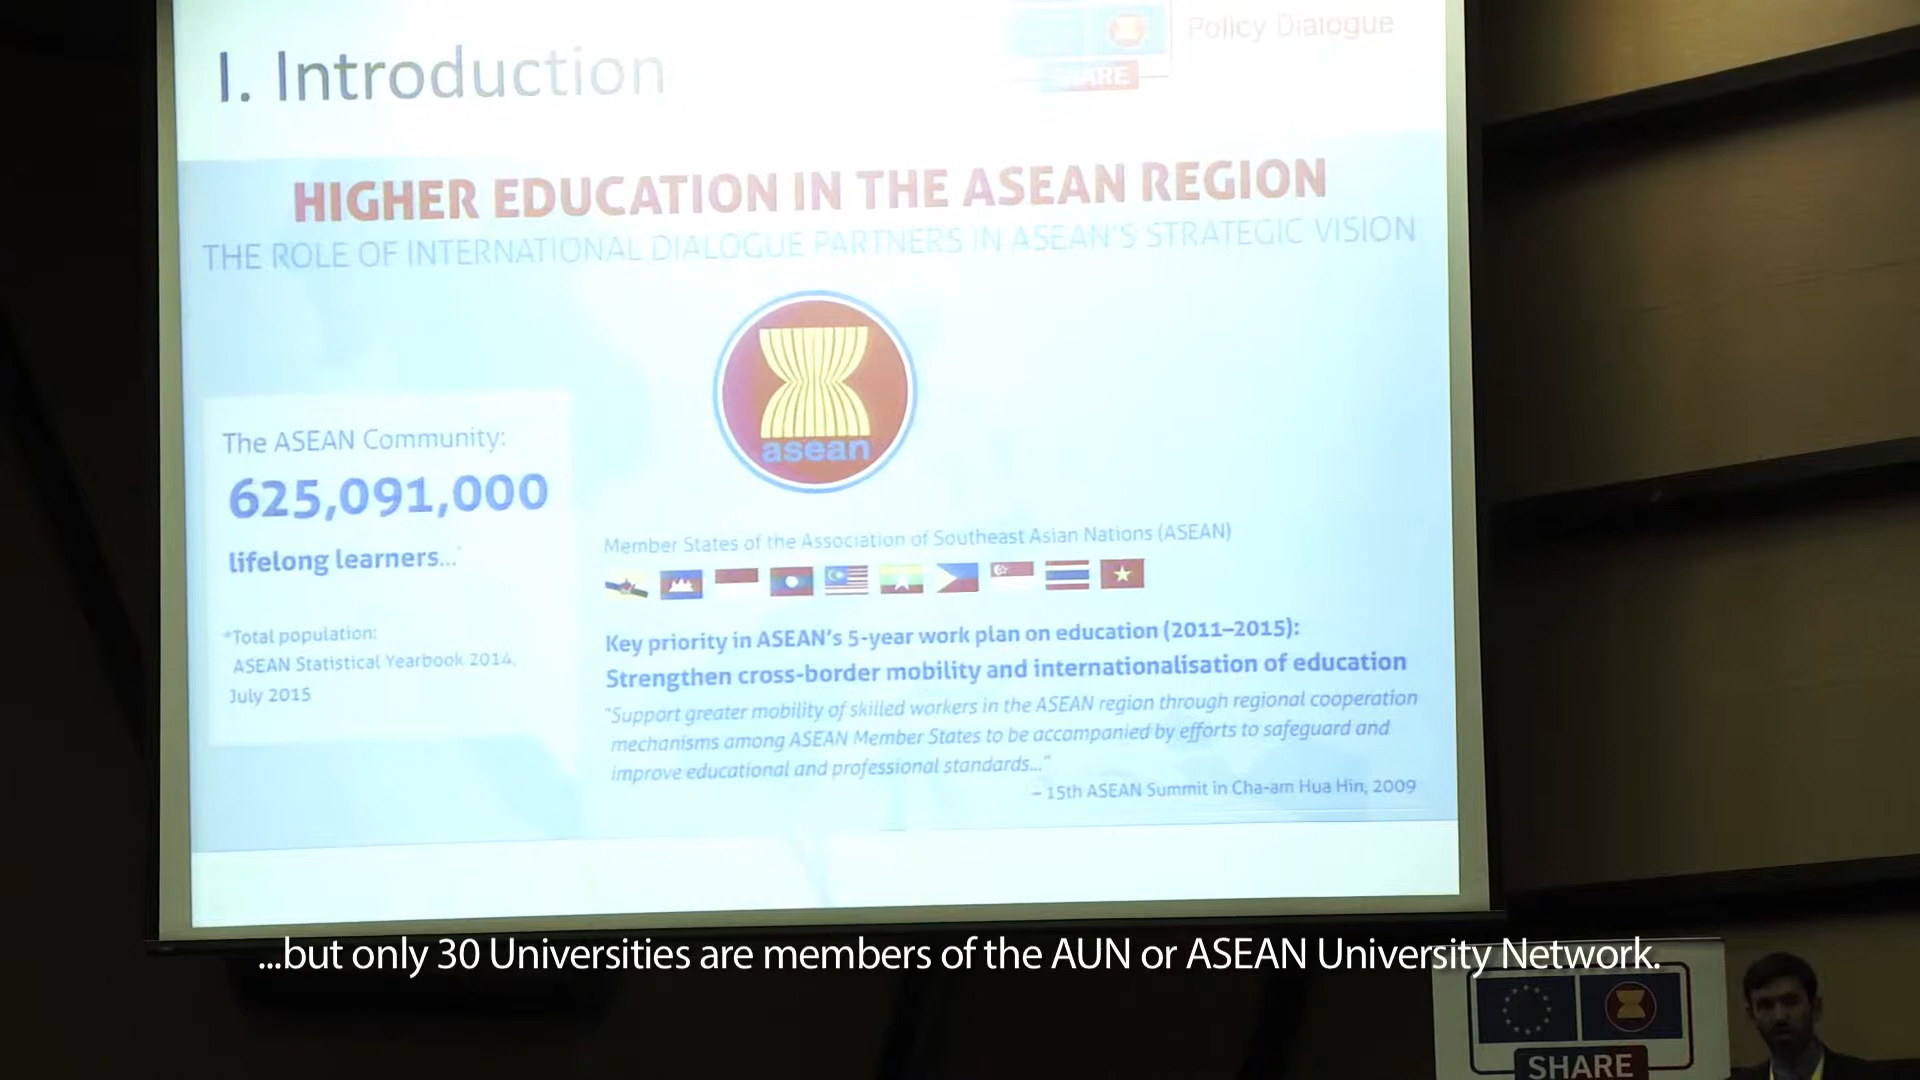 I. Introduction
Policy Dialogue
SHARE
HIGHER EDUCATION IN THE ASEAN REGION
THE ROLE OF INTERNATIONAL DIALOGUE PARTNERS IN ASEAN'S STRATEGIC VISION
asean
The ASEAN Community:
625,091,000
lifelong learners...*
*Total population:
ASEAN Statistical Yearbook 2014,
July 2015
Member States of the Association of Southeast Asian Nations (ASEAN)
Key priority in ASEAN's 5-year work plan on education (2011–2015):
Strengthen cross-border mobility and internationalisation of education
"Support greater mobility of skilled workers in the ASEAN region through regional cooperation
mechanisms among ASEAN Member States to be accompanied by efforts to safeguard and
improve educational and professional standards..."
– 15th ASEAN Summit in Cha-am Hua Hin, 2009
...but only 30 Universities are members of the AUN or ASEAN University Network.
SHARE